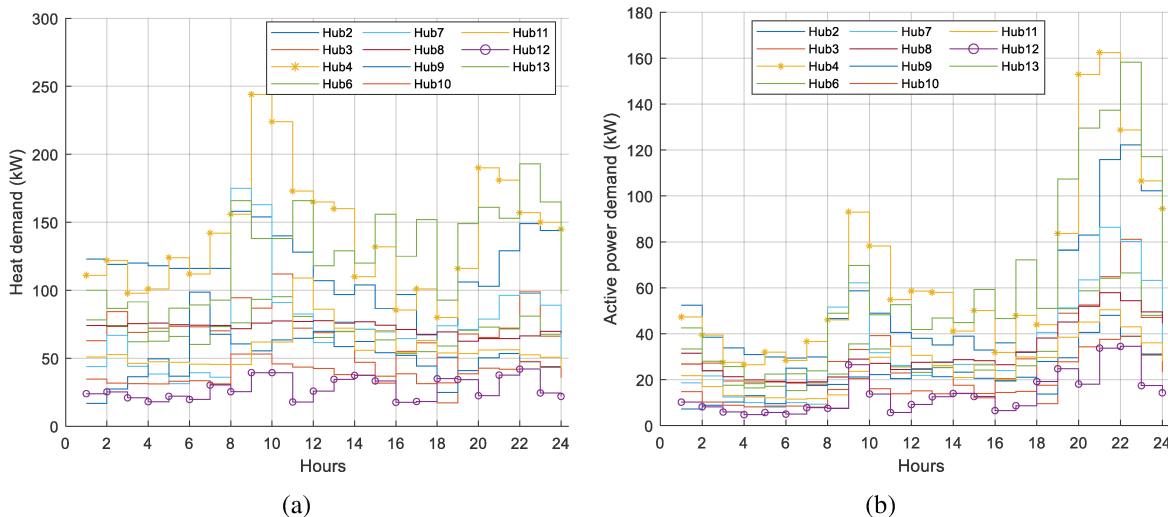 300
250
200
150
100
50
0
Heat demand (kW)
Hub2 Hub7 Hub11
Hub3 Hub8 Hub12
Hub4 Hub9 Hub13
Hub6 Hub10
0 2 4 6 8 10 12 14 16 18 20 22 24
Hours
(a)
180
160
140
120
100
80
60
40
20
0
Active power demand (kW)
Hub2 Hub7 Hub11
Hub3 Hub8 Hub12
Hub4 Hub9 Hub13
Hub6 Hub10
0 2 4 6 8 10 12 14 16 18 20 22 24
Hours
(b)